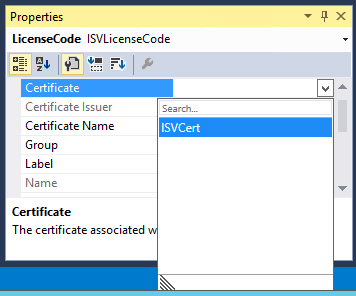 Properties
LicenseCode ISVLicenseCode
Certificate
Search...
Certificate Issuer
ISVCert
Certificate Name
Group
Label
Name
Certificate
The certificate associated w